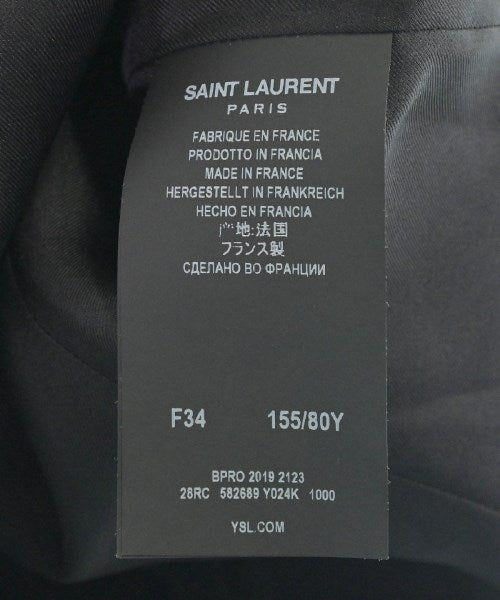 SAINT LAURENT
PARIS
FABRIQUE EN FRANCE
PRODOTTO IN FRANCIA
MADE IN FRANCE
HERGESTELLT IN FRANKREICH
HECHO EN FRANCIA
地:法国
フランス製
СДЕЛАНО ВО ФРАНЦИИ
F34 155/80Y
BPRO 2019 2123
28RC 582689 Y024K 1000
YSL.COM